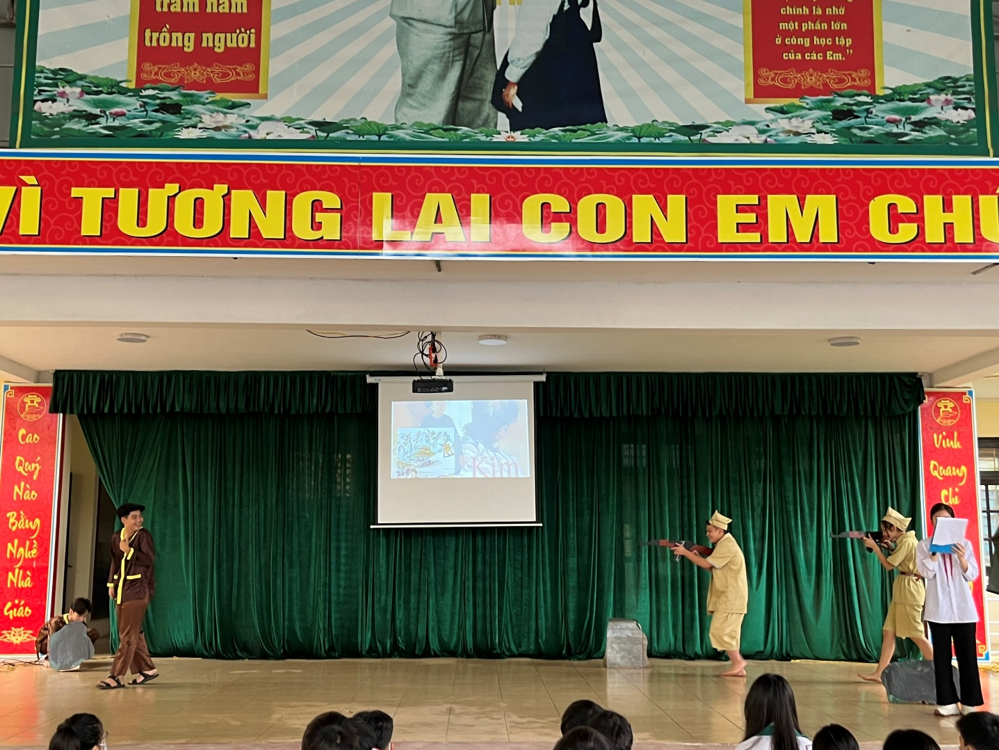 trăm năm
trồng người
chính là nhờ
một phần lớn
ở công học tập
của các Em."
VÌ TƯƠNG LAI CON EM CHÚ
Cao
Quý
Nào
Bằng
Nghề
Nhà
Giáo
Kim
Vinh
Quang
Chi